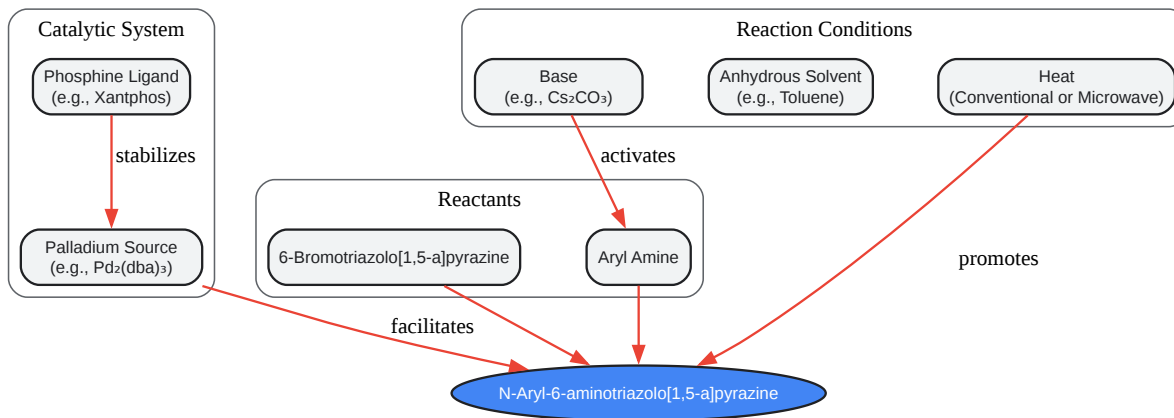 Catalytic System
Phosphine Ligand
(e.g., Xantphos)
stabilizes
Palladium Source
(e.g., Pd₂(dba)₃)
facilitates
Reaction Conditions
Base
(e.g., Cs₂CO₃)
Anhydrous Solvent
(e.g., Toluene)
Heat
(Conventional or Microwave)
activates
promotes
Reactants
6-Bromotriazolo[1,5-a]pyrazine
Aryl Amine
N-Aryl-6-aminotriazolo[1,5-a]pyrazine